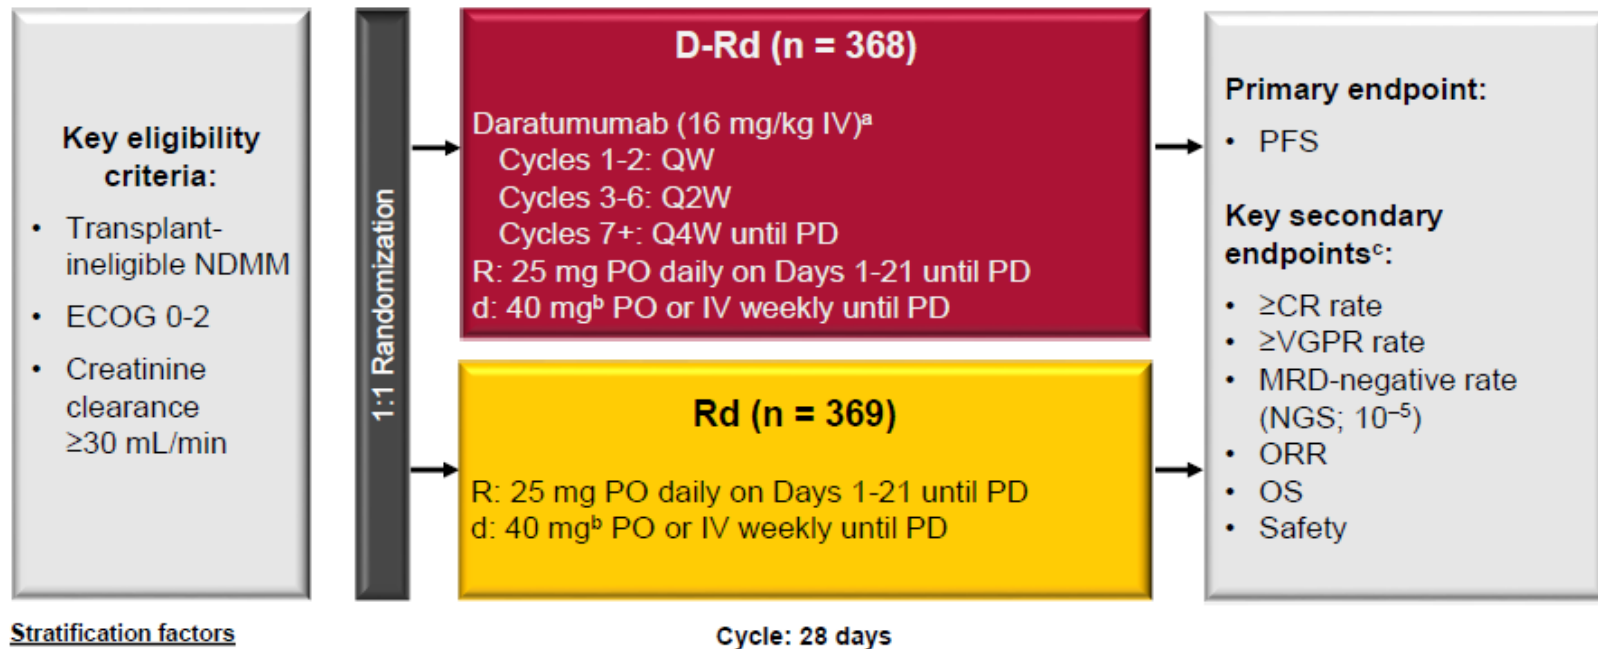 Key eligibility
criteria:
• Transplant-
ineligible NDMM
• ECOG 0-2
• Creatinine
clearance
≥30 mL/min
1:1 Randomization
D-Rd (n = 368)
Daratumumab (16 mg/kg IV)ᵃ
Cycles 1-2: QW
Cycles 3-6: Q2W
Cycles 7+: Q4W until PD
R: 25 mg PO daily on Days 1-21 until PD
d: 40 mgᵇ PO or IV weekly until PD
Rd (n = 369)
R: 25 mg PO daily on Days 1-21 until PD
d: 40 mgᵇ PO or IV weekly until PD
Primary endpoint:
• PFS
Key secondary
endpointsᶜ:
• ≥CR rate
• ≥VGPR rate
• MRD-negative rate
(NGS; 10⁻⁵)
• ORR
• OS
• Safety
Stratification factors
Cycle: 28 days